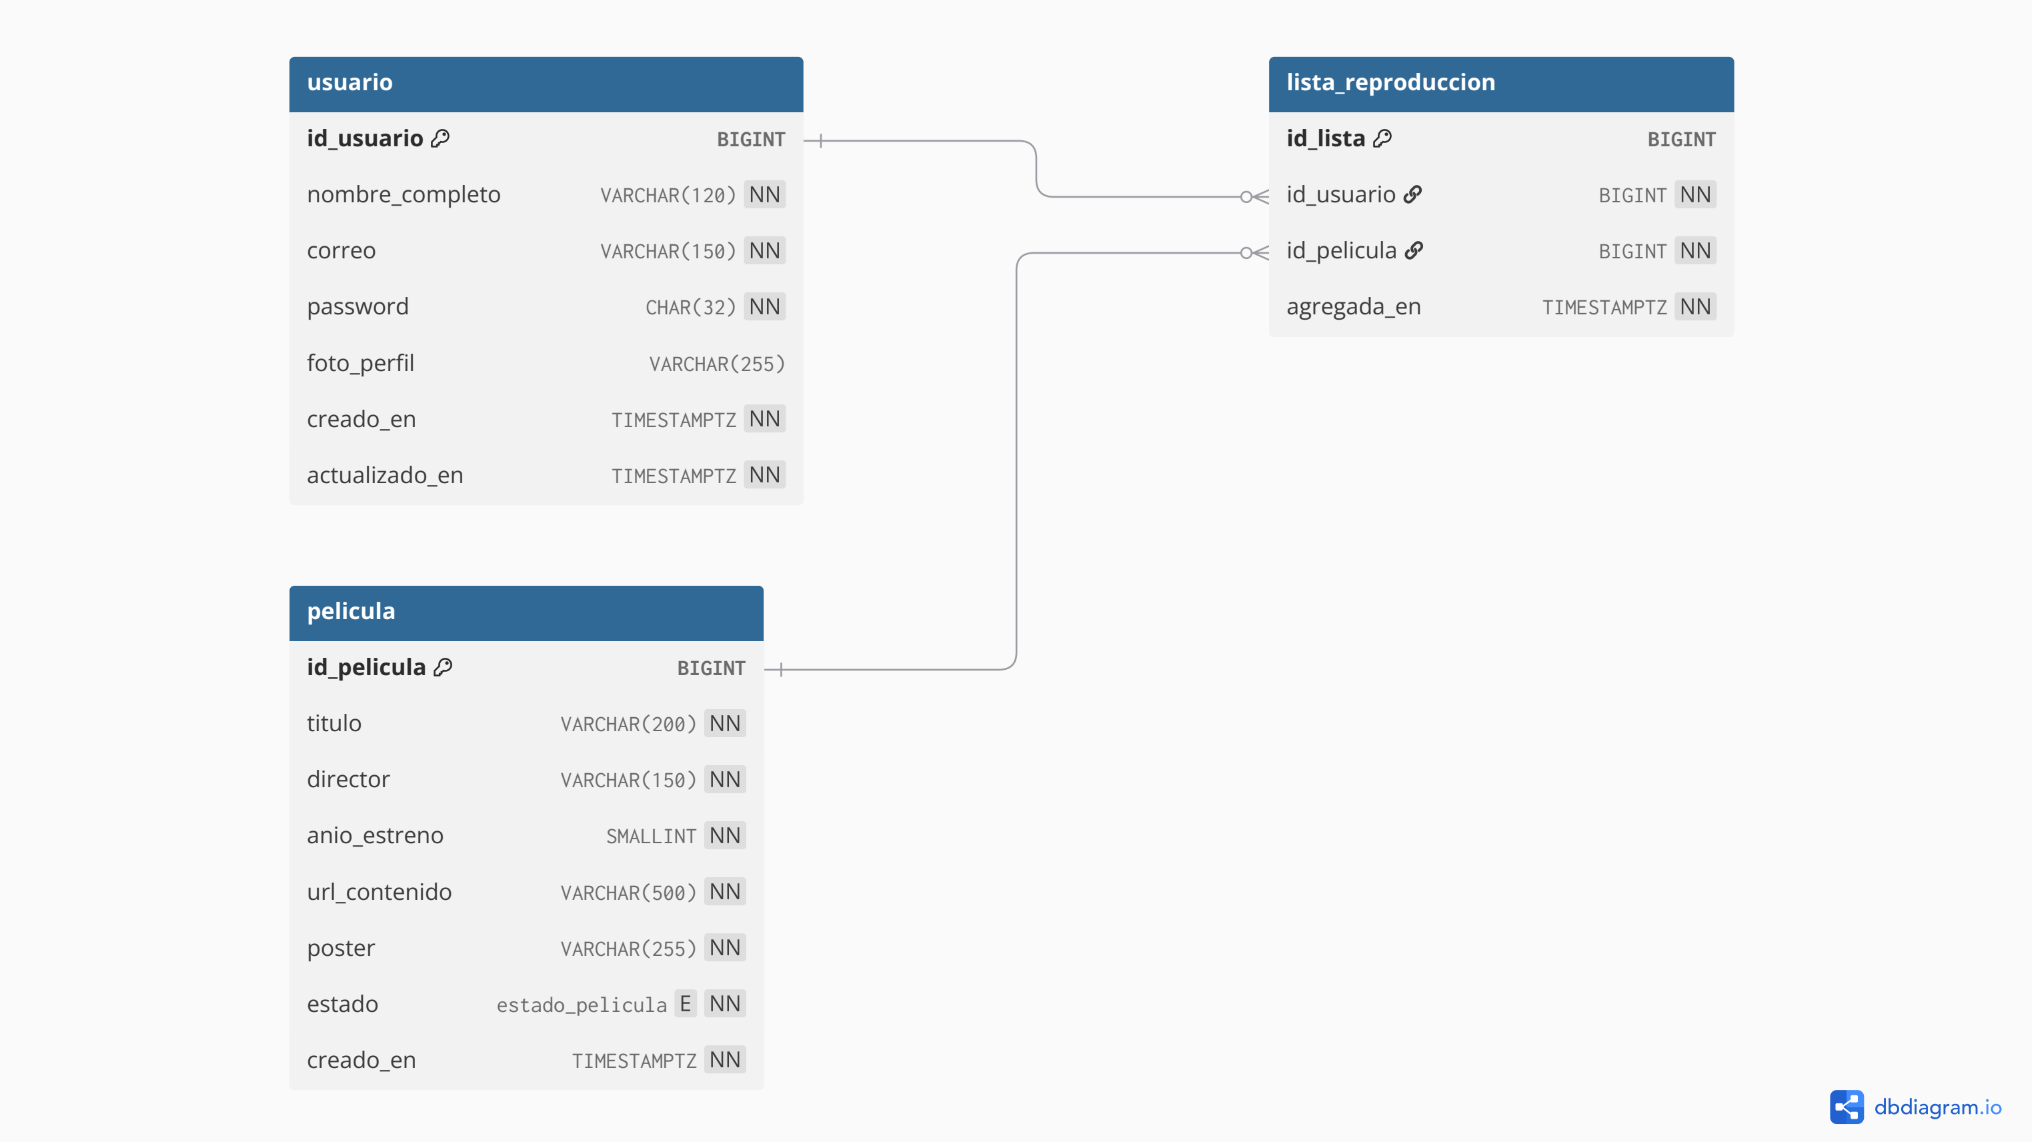 usuario
id_usuario BIGINT
nombre_completo VARCHAR(120) NN
correo VARCHAR(150) NN
password CHAR(32) NN
foto_perfil VARCHAR(255)
creado_en TIMESTAMPTZ NN
actualizado_en TIMESTAMPTZ NN
lista_reproduccion
id_lista BIGINT
id_usuario BIGINT NN
id_pelicula BIGINT NN
agregada_en TIMESTAMPTZ NN
pelicula
id_pelicula BIGINT
titulo VARCHAR(200) NN
director VARCHAR(150) NN
anio_estreno SMALLINT NN
url_contenido VARCHAR(500) NN
poster VARCHAR(255) NN
estado estado_pelicula E NN
creado_en TIMESTAMPTZ NN
dbdiagram.io